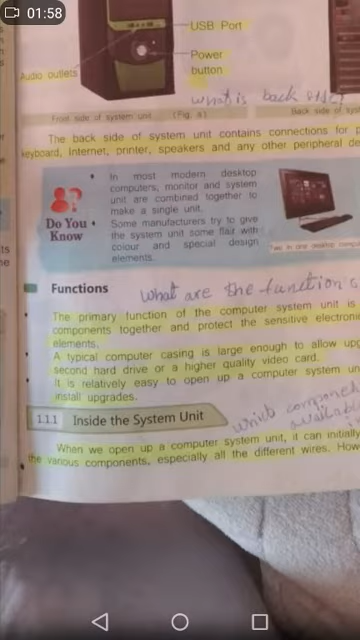 01:58
USB Port
Power
button
Audio outlets
What is back side
Front side of system unit (Fig. a) Back side of sys
The back side of system unit contains connections for
keyboard, Internet, printer, speakers and any other peripheral de
Do You
Know
• In most modern desktop
computers, monitor and system
unit are combined together to
make a single unit.
• Some manufacturers try to give
the system unit some flair with
colour and special design
elements.
Two in one desktop compu
Functions
What are the function s
The primary function of the computer system unit is
components together and protect the sensitive electroni
elements.
A typical computer casing is large enough to allow upg
second hard drive or a higher quality video card.
It is relatively easy to open up a computer system un
install upgrades.
1.1.1 Inside the System Unit
which componen
available
When we open up a computer system unit, it can initially
the various components, especially all the different wires. How